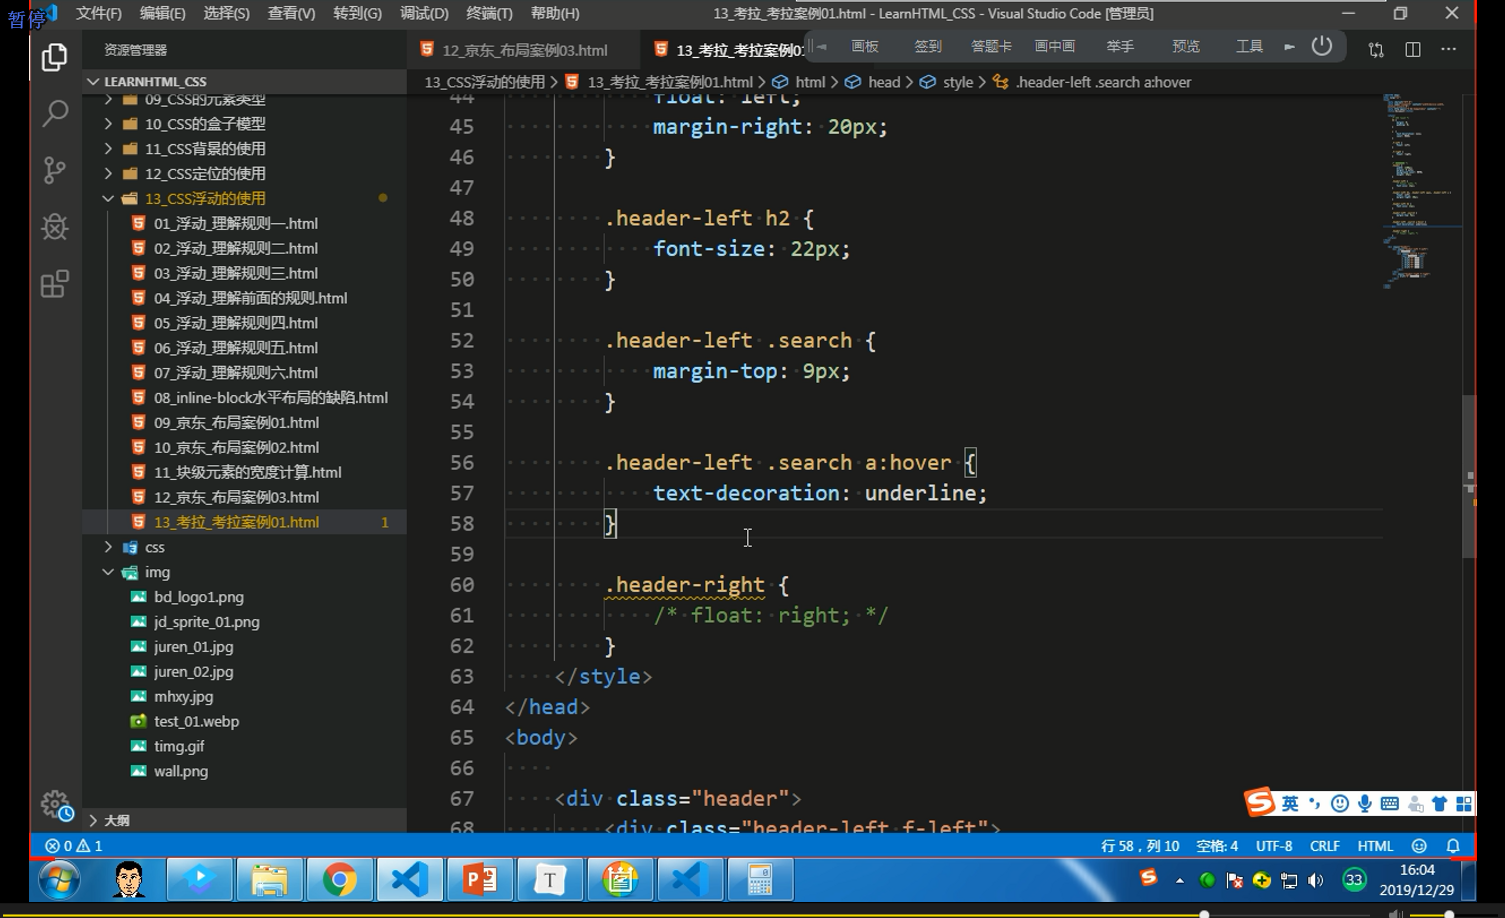 暂停
文件(F) 编辑(E) 选择(S) 查看(V) 转到(G) 调试(D) 终端(T) 帮助(H) 13_考拉_考拉案例01.html - LearnHTML_CSS - Visual Studio Code [管理员]
资源管理器
12_京东_布局案例03.html 13_考拉_考拉案例01
画板 签到 答题卡 画中画 举手 预览 工具
LEARNHTML_CSS
13_CSS浮动的使用 > 13_考拉_考拉案例01.html > html > head > style > .header-left .search a:hover
09_CSS的元素类型
10_CSS的盒子模型
11_CSS背景的使用
12_CSS定位的使用
13_CSS浮动的使用
01_浮动_理解规则一.html
02_浮动_理解规则二.html
03_浮动_理解规则三.html
04_浮动_理解前面的规则.html
05_浮动_理解规则四.html
06_浮动_理解规则五.html
07_浮动_理解规则六.html
08_inline-block水平布局的缺陷.html
09_京东_布局案例01.html
10_京东_布局案例02.html
11_块级元素的宽度计算.html
12_京东_布局案例03.html
13_考拉_考拉案例01.html 1
css
img
bd_logo1.png
jd_sprite_01.png
juren_01.jpg
juren_02.jpg
mhxy.jpg
test_01.webp
timg.gif
wall.png
大纲
44 float: left;
45 margin-right: 20px;
46 }
47
48 .header-left h2 {
49 font-size: 22px;
50 }
51
52 .header-left .search {
53 margin-top: 9px;
54 }
55
56 .header-left .search a:hover {
57 text-decoration: underline;
58 }
59
60 .header-right {
61 /* float: right; */
62 }
63 </style>
64 </head>
65 <body>
66
67 <div class="header">
68 <div class="header-left f-left">
英
0 1 行 58，列 10 空格: 4 UTF-8 CRLF HTML
33
16:04
2019/12/29